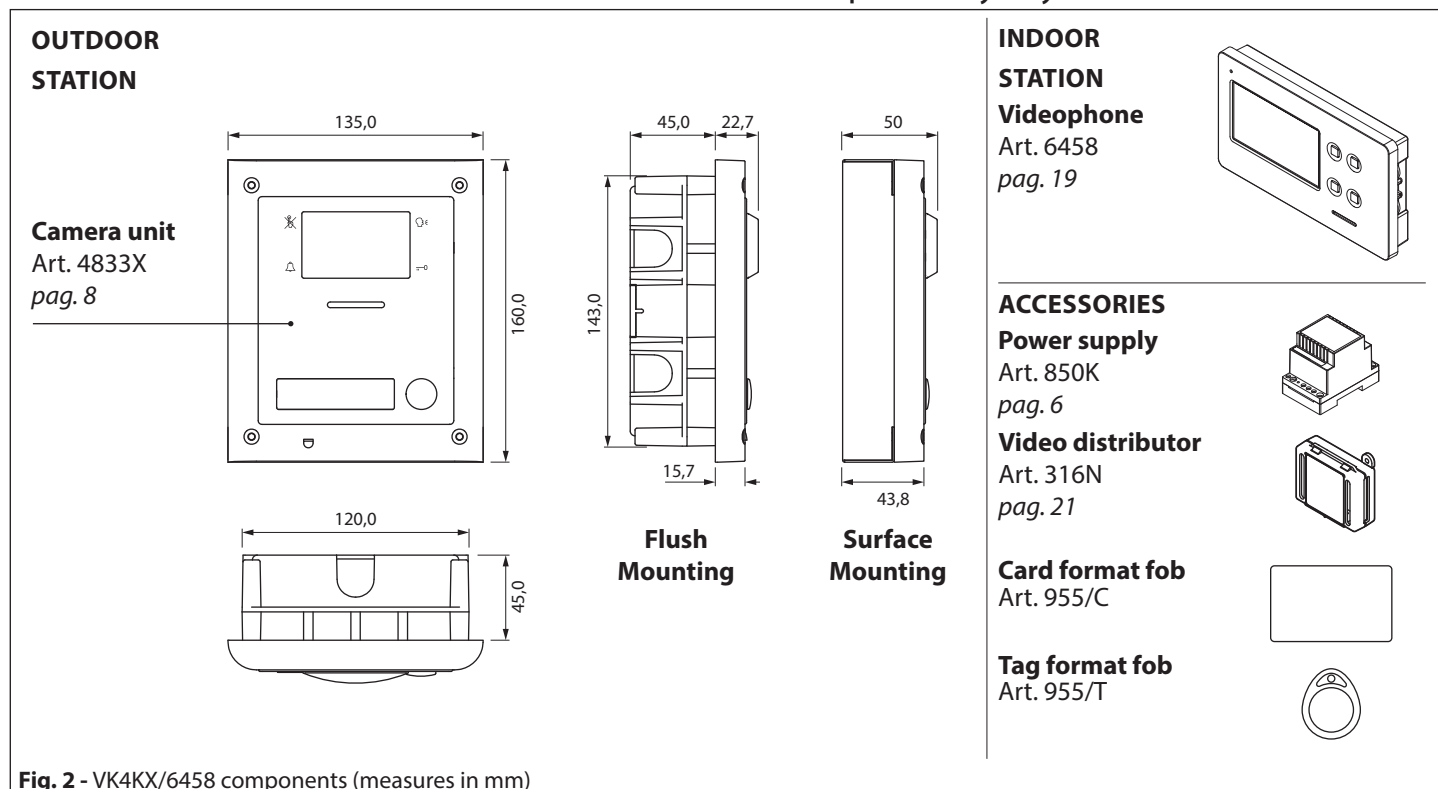 OUTDOOR
STATION
135,0
160,0
Camera unit
Art. 4833X
pag. 8
120,0
45,0
45,0
22,7
143,0
15,7
Flush
Mounting
50
43,8
Surface
Mounting
INDOOR
STATION
Videophone
Art. 6458
pag. 19
ACCESSORIES
Power supply
Art. 850K
pag. 6
Video distributor
Art. 316N
pag. 21
Card format fob
Art. 955/C
Tag format fob
Art. 955/T
Fig. 2 - VK4KX/6458 components (measures in mm)